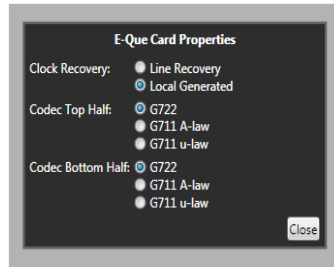 E-Que Card Properties
Clock Recovery: Line Recovery
Local Generated
Codec Top Half: G722
G711 A-law
G711 u-law
Codec Bottom Half: G722
G711 A-law
G711 u-law
Close